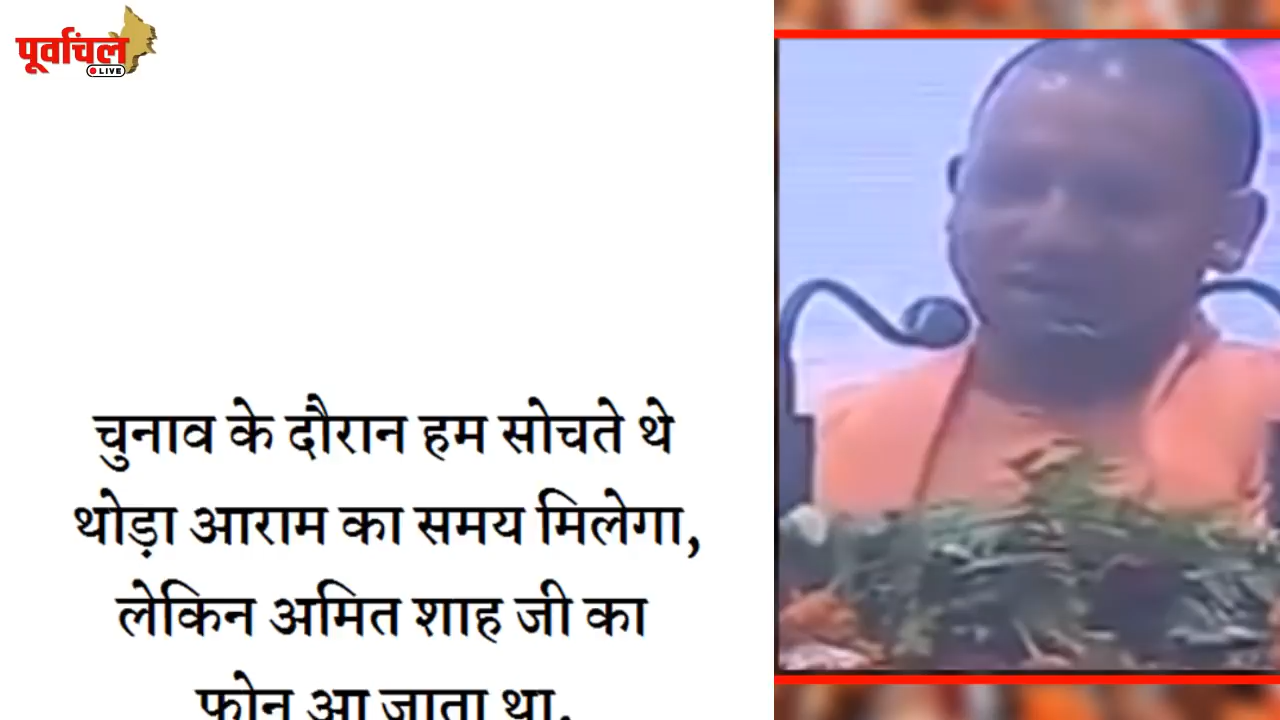 पूर्वांचल
LIVE
चुनाव के दौरान हम सोचते थे
थोड़ा आराम का समय मिलेगा,
लेकिन अमित शाह जी का
फोन आ जाता था.